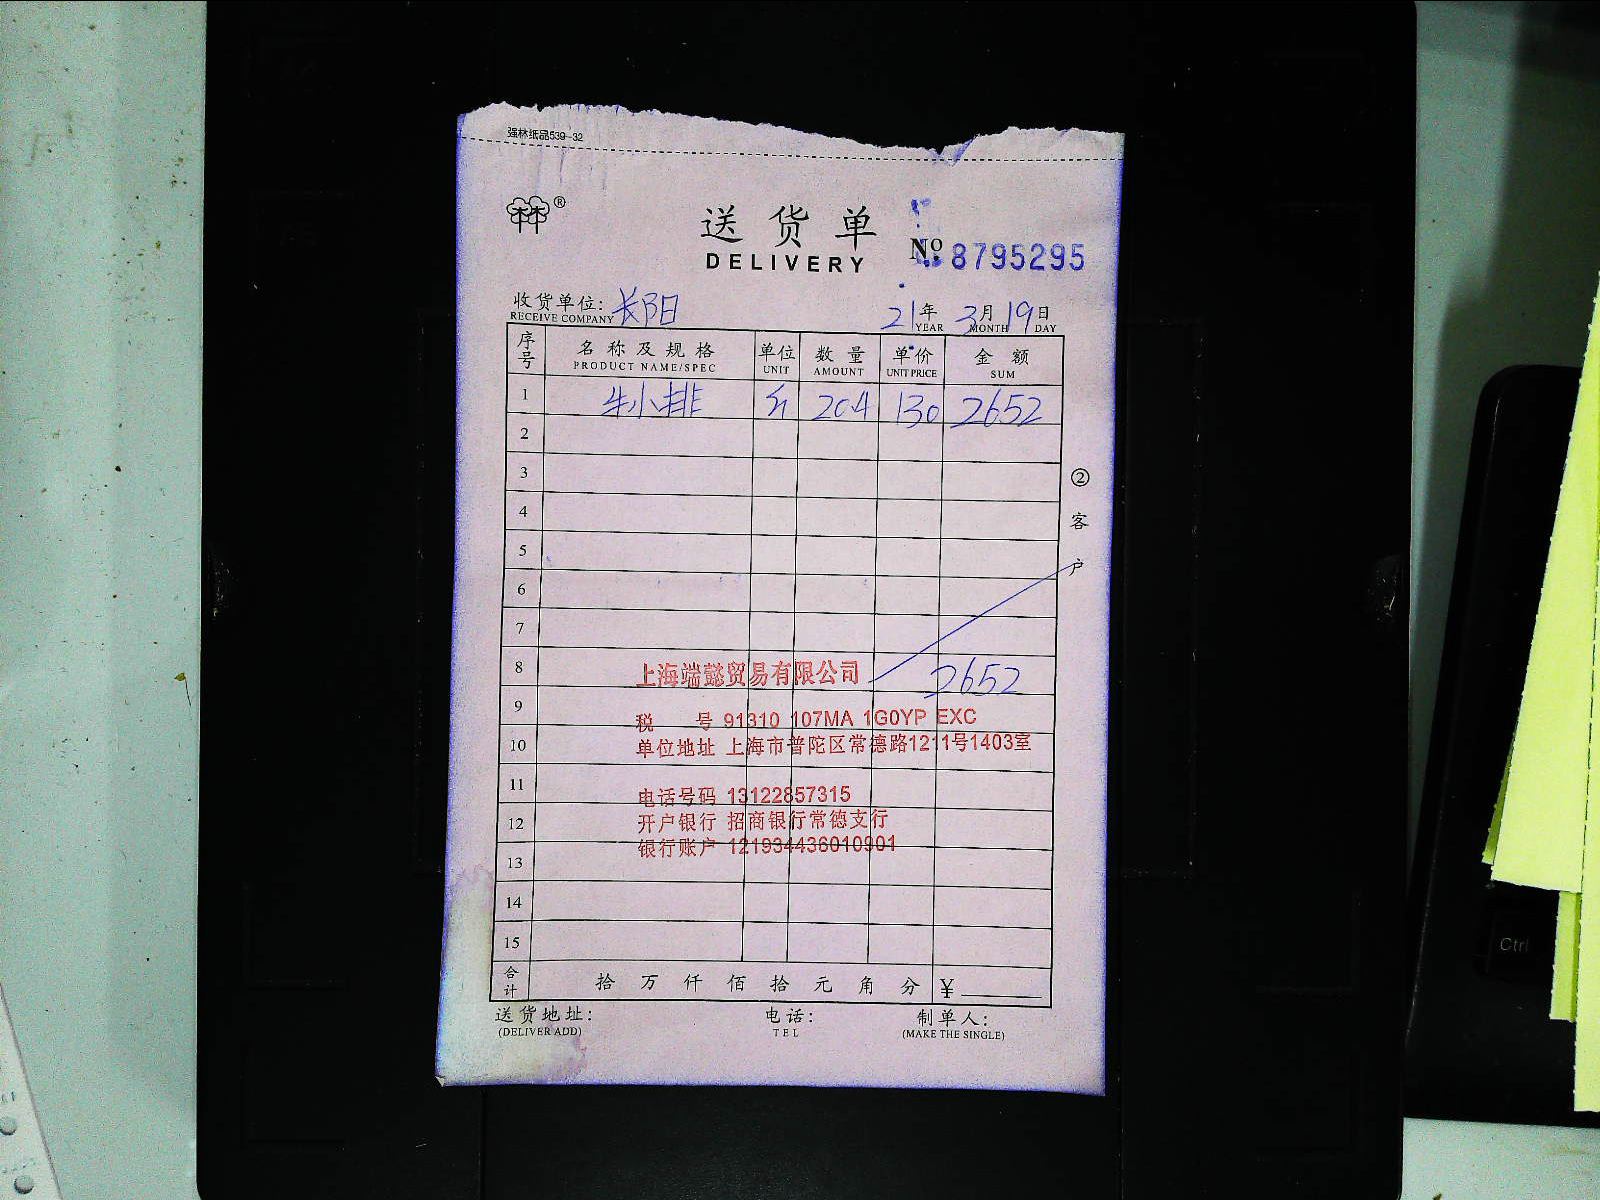 强林纸品539-32
®
送货单
DELIVERY
№ 8795295
收货单位: 长阳 21年3月19日
RECEIVE COMPANY YEAR MONTH DAY
序号 名称及规格 单位 数量 单价 金额
PRODUCT NAME/SPEC UNIT AMOUNT UNIT PRICE SUM
1 牛小排 斤 20.4 130 2652
2
3
4
5
6
7
8 上海端懿贸易有限公司 2652
9 税 号 91310 107MA 1G0YP EXC
10 单位地址 上海市普陀区常德路1211号1403室
11 电话号码 13122857315
12 开户银行 招商银行常德支行
13 银行账户 121934436010901
14
15
合计 拾 万 仟 佰 拾 元 角 分 ¥
送货地址: 电话: 制单人:
(DELIVER ADD) TEL (MAKE THE SINGLE)
②客户
Ctrl